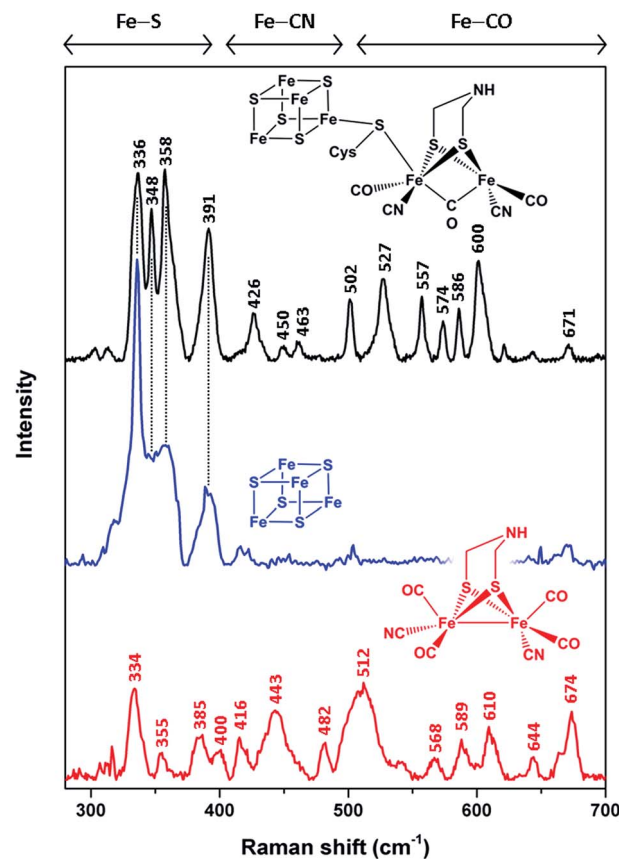 Fe–S Fe–CN Fe–CO
336
348
358
391
426
450
463
502
527
557
574
586
600
671
Fe S
S Fe
S Fe
Fe S
S
Cys
NH
S S
Fe Fe
CO
CN
C
O
CN
CO
Fe S
S Fe
S Fe
Fe S
NH
S S
OC CO
Fe Fe
NC
OC
CN
CO
334
355
385
400
416
443
482
512
568
589
610
644
674
Intensity
300 400 500 600 700
Raman shift (cm⁻¹)